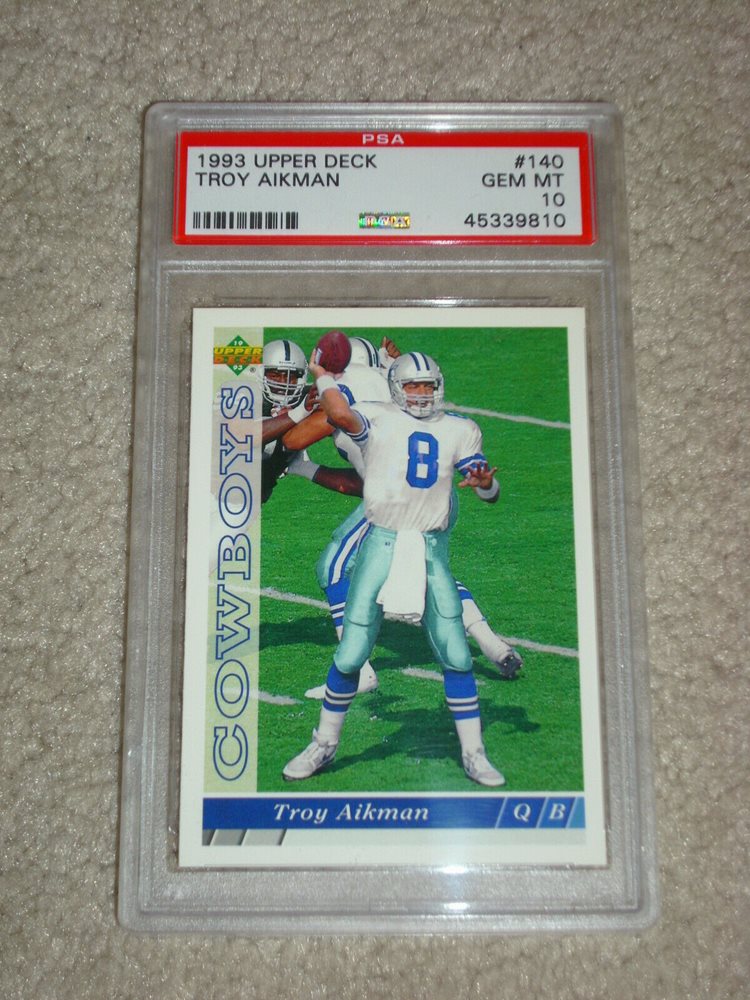 PSA
1993 UPPER DECK #140
TROY AIKMAN GEM MT
10
45339810
19
UPPER
DECK
93 ®
COWBOYS
8
Troy Aikman QB